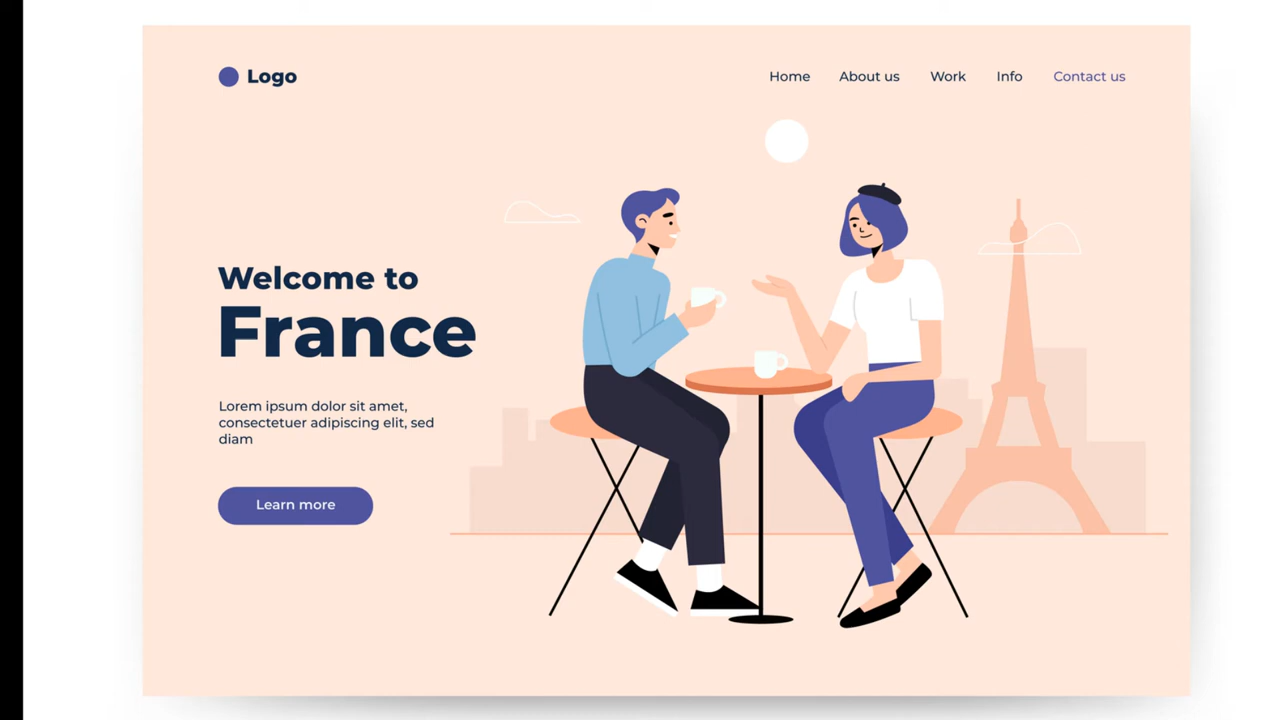 Logo
Home About us Work Info Contact us
Welcome to
France
Lorem ipsum dolor sit amet,
consectetuer adipiscing elit, sed
diam
Learn more